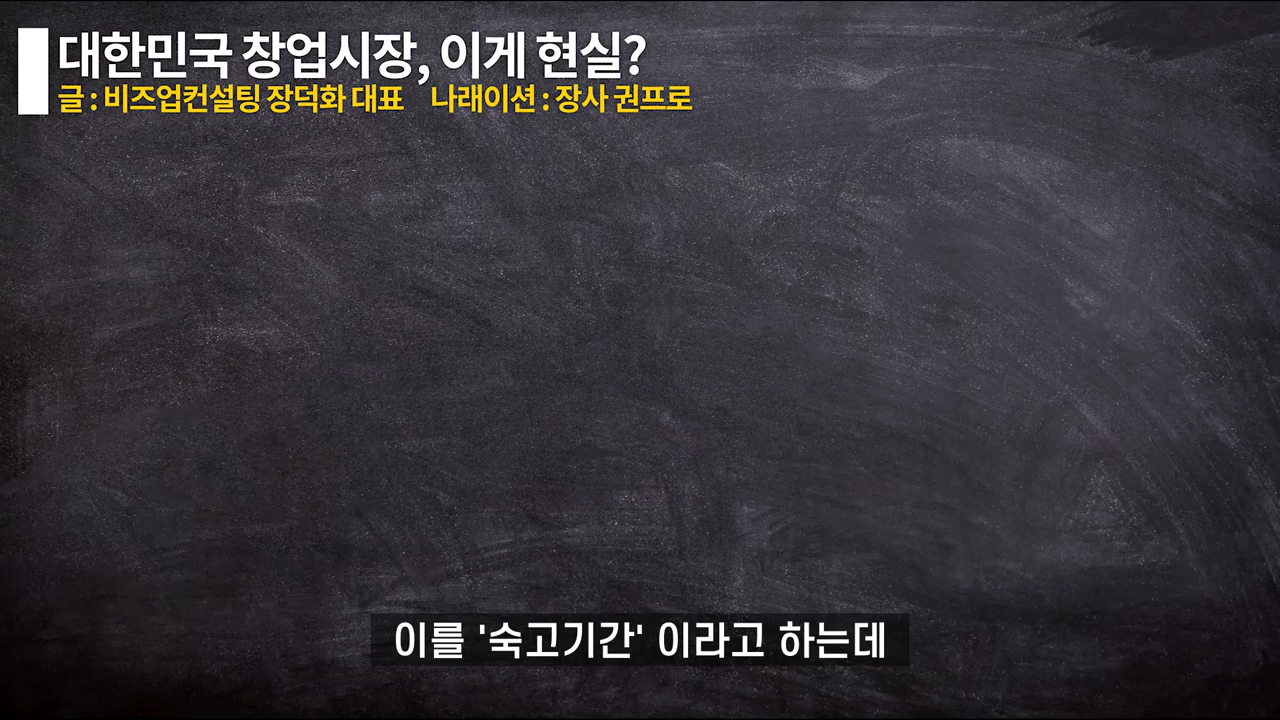 대한민국 창업시장, 이게 현실?
글 : 비즈업컨설팅 장덕화 대표 나래이션 : 장사 권프로
이를 '숙고기간' 이라고 하는데